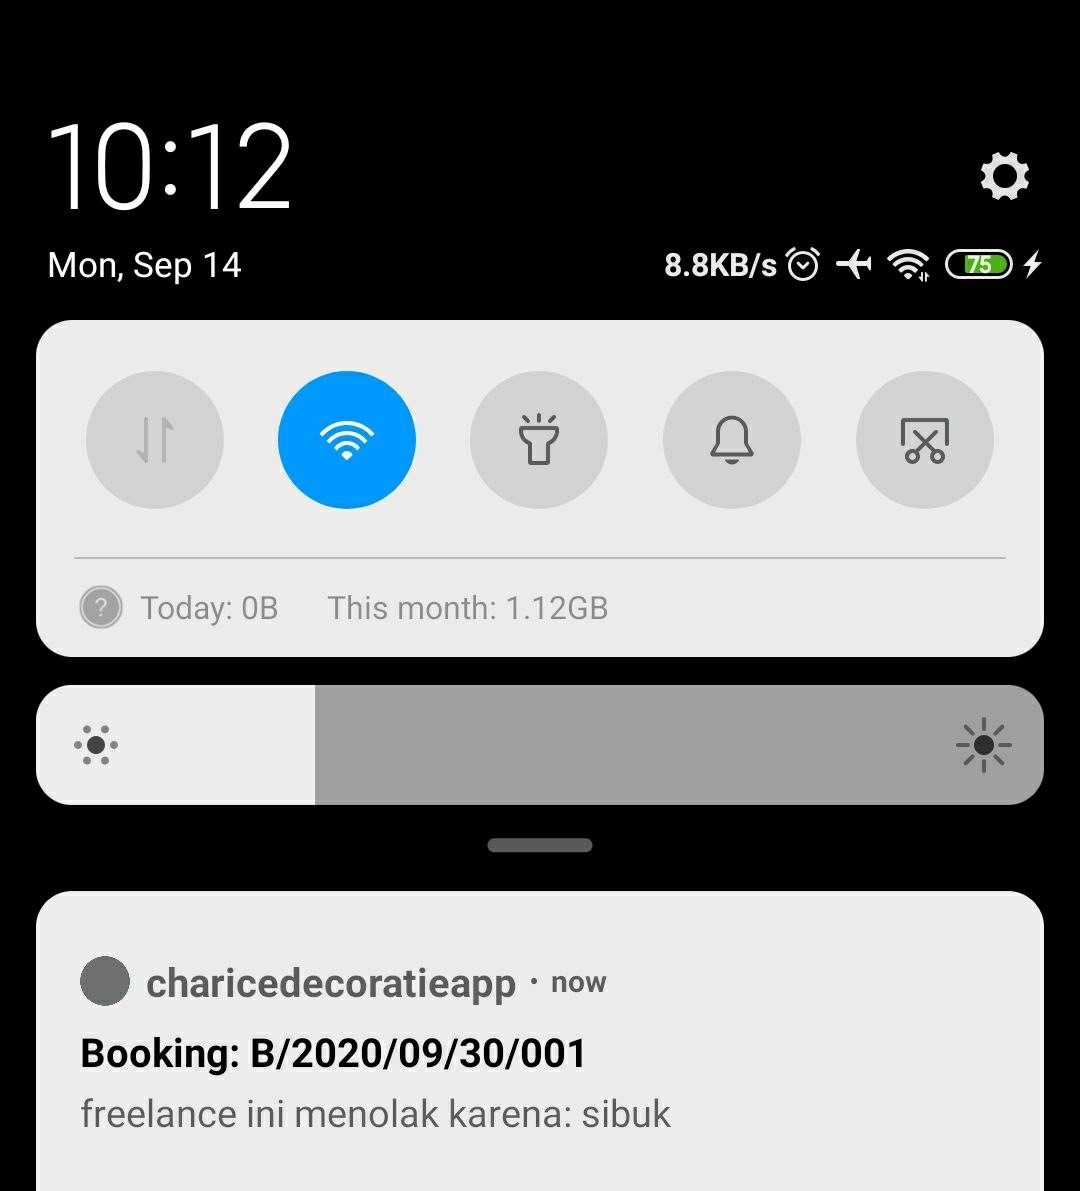 10:12
Mon, Sep 14
8.8KB/s 75
? Today: 0B This month: 1.12GB
charicedecoratieapp · now
Booking: B/2020/09/30/001
freelance ini menolak karena: sibuk